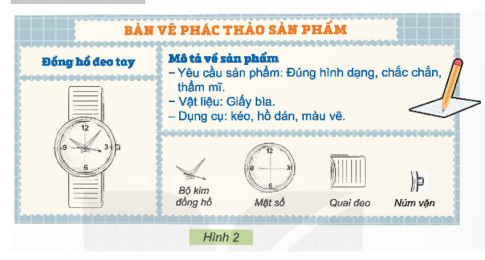 BẢN VẼ PHÁC THẢO SẢN PHẨM
Đồng hồ đeo tay
Mô tả về sản phẩm
– Yêu cầu sản phẩm: Đúng hình dạng, chắc chắn,
thẩm mĩ.
– Vật liệu: Giấy bìa.
– Dụng cụ: kéo, hồ dán, màu vẽ.
12
9
3
6
12
9
3
6
Bộ kim
đồng hồ
Mặt số
Quai đeo
Núm vặn
Hình 2